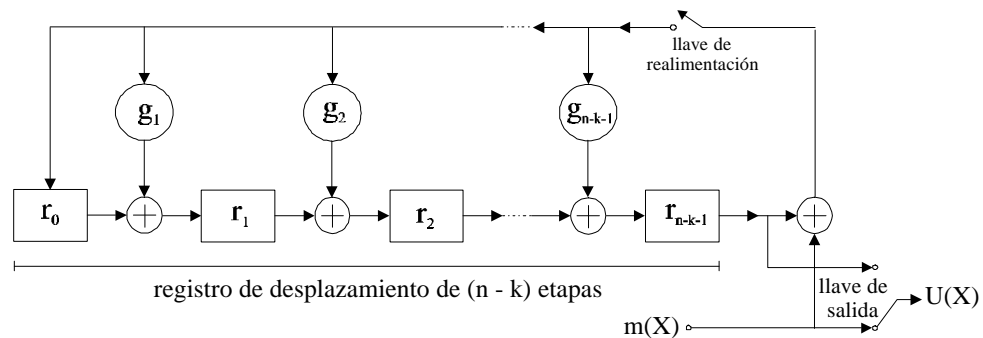 llave de
realimentación
g₁
g₂
gₙ₋ₖ₋₁
r₀
r₁
r₂
rₙ₋ₖ₋₁
registro de desplazamiento de (n - k) etapas
llave de
salida
U(X)
m(X)